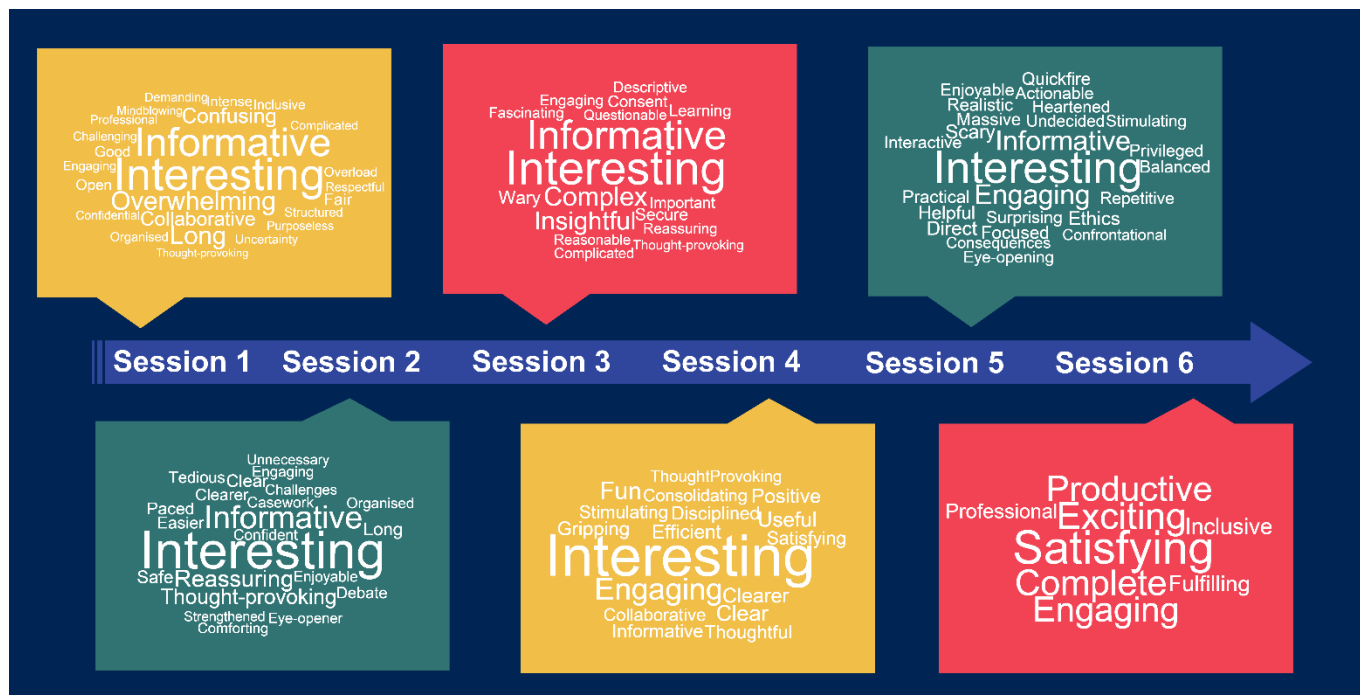 Demanding Intense Inclusive
Mindblowing Confusing
Professional Complicated
Challenging Informative
Good
Engaging Interesting Overload
Open Respectful
Overwhelming Fair
Confidential Collaborative Structured
Purposeless
Organised Long Uncertainty
Thought-provoking
Descriptive
Engaging Consent
Fascinating Questionable Learning
Informative
Interesting
Wary Complex Important
Insightful Secure
Reassuring
Reasonable Thought-provoking
Complicated
Quickfire
Enjoyable Actionable
Realistic Heartened
Massive Undecided Stimulating
Interactive Scary Informative Privileged
Interesting Balanced
Practical Engaging Repetitive
Helpful Surprising Ethics
Direct Focused Confrontational
Consequences
Eye-opening
Session 1 Session 2 Session 3 Session 4 Session 5 Session 6
Unnecessary
Tedious Clear Engaging
Clearer Challenges
Paced Casework Organised
Easier Informative Long
Confident
Interesting
Safe Reassuring Enjoyable
Thought-provoking Debate
Strengthened Eye-opener
Comforting
ThoughtProvoking
Fun Consolidating Positive
Stimulating Disciplined Useful
Gripping Efficient Satisfying
Interesting
Engaging Clearer
Collaborative Clear
Informative Thoughtful
Productive
Professional Exciting Inclusive
Satisfying
Complete Fulfilling
Engaging